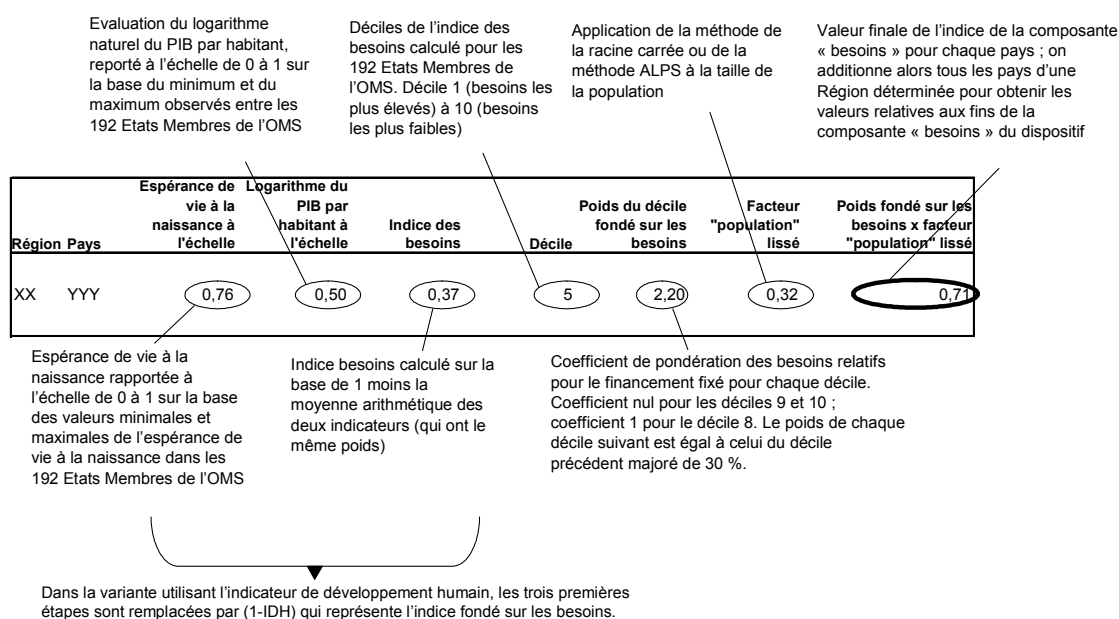 Evaluation du logarithme
naturel du PIB par habitant,
reporté à l'échelle de 0 à 1 sur
la base du minimum et du
maximum observés entre les
192 Etats Membres de l'OMS
Déciles de l'indice des
besoins calculé pour les
192 Etats Membres de
l'OMS. Décile 1 (besoins les
plus élevés) à 10 (besoins
les plus faibles)
Application de la méthode de
la racine carrée ou de la
méthode ALPS à la taille de
la population
Valeur finale de l'indice de la composante
« besoins » pour chaque pays ; on
additionne alors tous les pays d'une
Région déterminée pour obtenir les
valeurs relatives aux fins de la
composante « besoins » du dispositif
Région Pays
Espérance de
vie à la
naissance à
l'échelle
Logarithme du
PIB par
habitant à
l'échelle
Indice des
besoins
Décile
Poids du décile
fondé sur les
besoins
Facteur
"population"
lissé
Poids fondé sur les
besoins x facteur
"population" lissé
XX YYY 0,76 0,50 0,37 5 2,20 0,32 0,71
Espérance de vie à la
naissance rapportée à
l'échelle de 0 à 1 sur la base
des valeurs minimales et
maximales de l'espérance de
vie à la naissance dans les
192 Etats Membres de l'OMS
Indice besoins calculé sur la
base de 1 moins la
moyenne arithmétique des
deux indicateurs (qui ont le
même poids)
Coefficient de pondération des besoins relatifs
pour le financement fixé pour chaque décile.
Coefficient nul pour les déciles 9 et 10 ;
coefficient 1 pour le décile 8. Le poids de chaque
décile suivant est égal à celui du décile
précédent majoré de 30 %.
Dans la variante utilisant l'indicateur de développement humain, les trois premières
étapes sont remplacées par (1-IDH) qui représente l'indice fondé sur les besoins.